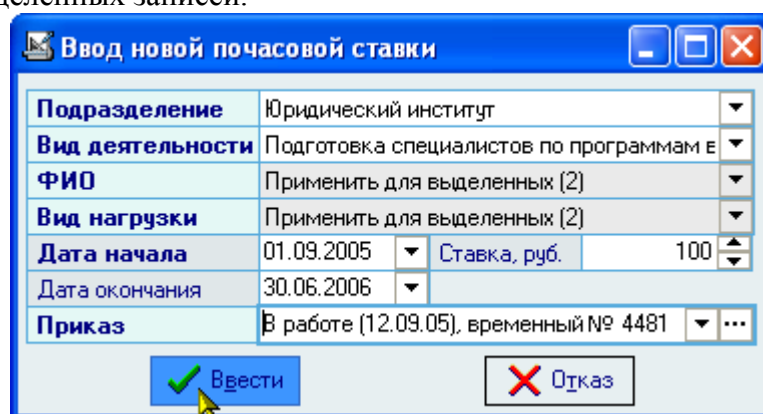 деленных записей.
Ввод новой почасовой ставки
Подразделение Юридический институт
Вид деятельности Подготовка специалистов по программам в
ФИО Применить для выделенных (2)
Вид нагрузки Применить для выделенных (2)
Дата начала 01.09.2005 Ставка, руб. 100
Дата окончания 30.06.2006
Приказ В работе (12.09.05), временный № 4481 ...
Ввести Отказ